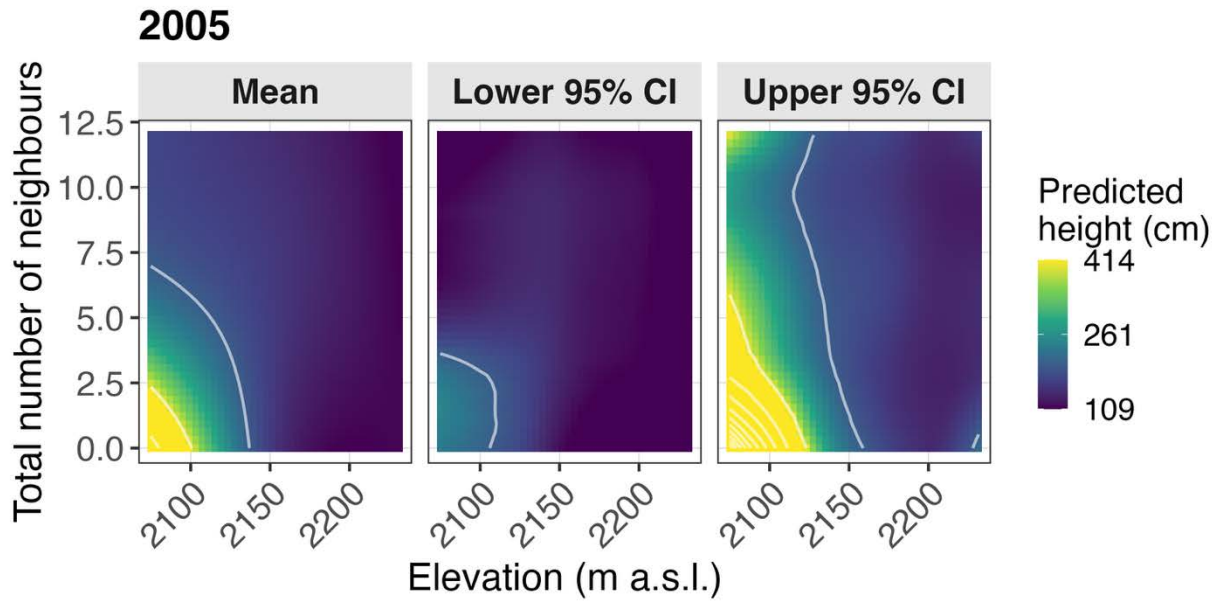 2005
Mean
Lower 95% CI
Upper 95% CI
Total number of neighbours
12.5
10.0
7.5
5.0
2.5
0.0
2100
2150
2200
2100
2150
2200
2100
2150
2200
Elevation (m a.s.l.)
Predicted
height (cm)
414
261
109